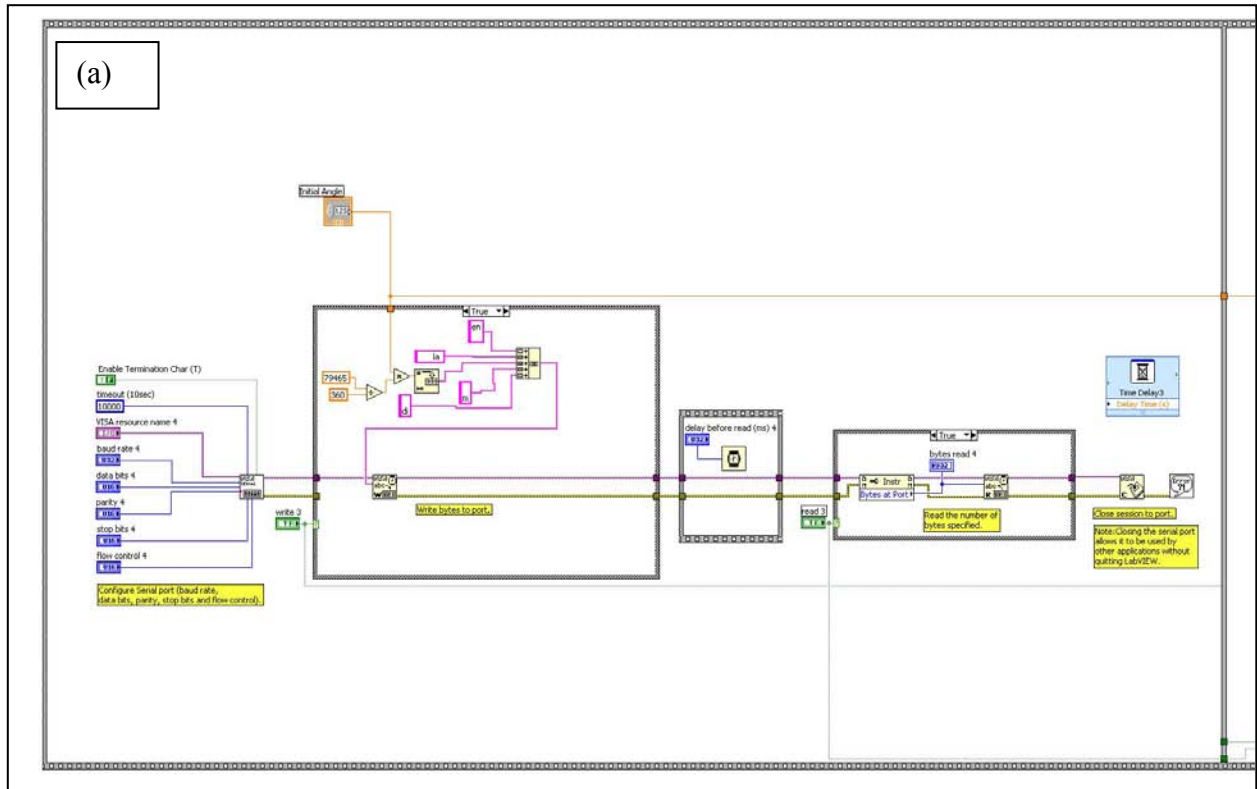 (a)
Initial Angle
True
en
la
79465
360
m
di
Enable Termination Char (T)
timeout (10sec)
10000
VISA resource name 4
baud rate 4
data bits 4
parity 4
stop bits 4
flow control 4
Configure Serial port (baud rate,
data bits, parity, stop bits and flow control).
write 3
Write bytes to port.
delay before read (ms) 4
U32
read 3
True
bytes read 4
Instr
Bytes at Port
Read the number of
bytes specified.
Time Delay3
Delay Time (s)
Close session to port.
Note:Closing the serial port
allows it to be used by
other applications without
quitting LabVIEW.